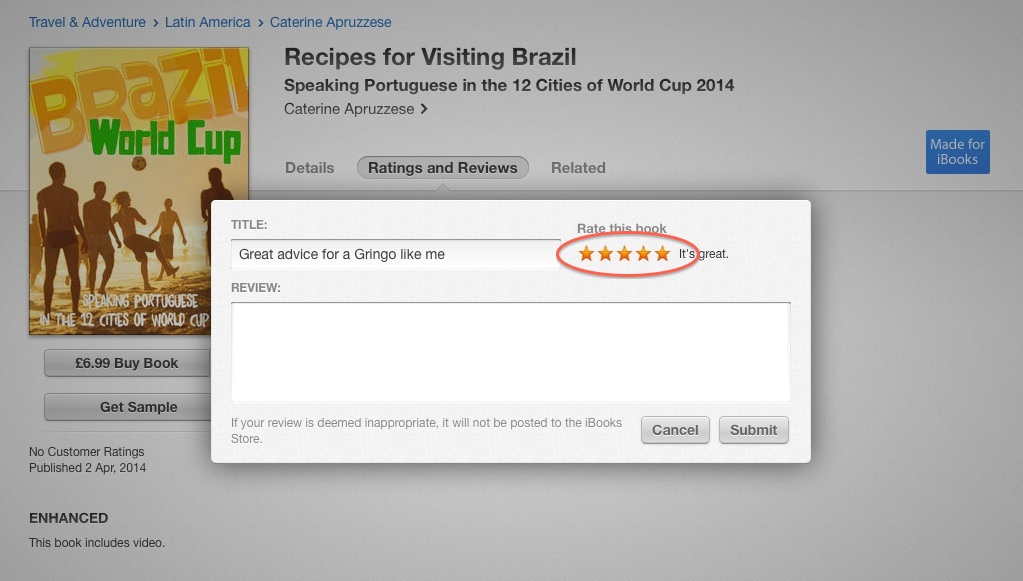 Travel & Adventure > Latin America > Caterine Apruzzese
BRazil
World Cup
SPEAKING PORTUGUESE
IN THE 12 CITIES OF WORLD CUP
Recipes for Visiting Brazil
Speaking Portuguese in the 12 Cities of World Cup 2014
Caterine Apruzzese >
Details Ratings and Reviews Related
Made for
iBooks
TITLE:
Rate this book
Great advice for a Gringo like me
It's great.
REVIEW:
If your review is deemed inappropriate, it will not be posted to the iBooks
Store.
Cancel Submit
£6.99 Buy Book
Get Sample
No Customer Ratings
Published 2 Apr, 2014
ENHANCED
This book includes video.